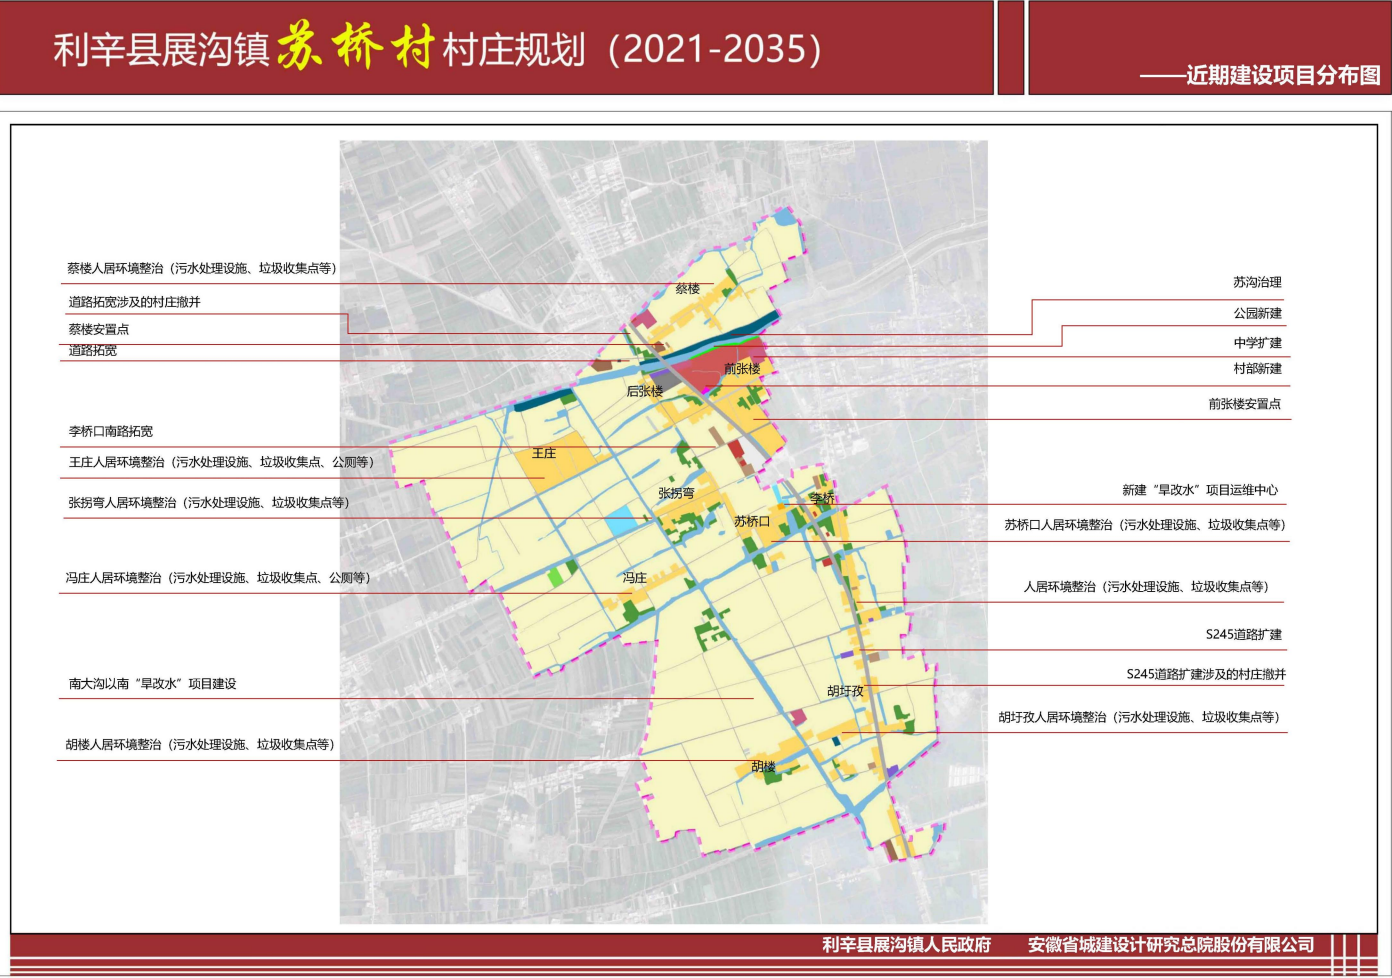 利辛县展沟镇苏桥村村庄规划（2021-2035）
——近期建设项目分布图
蔡楼人居环境整治（污水处理设施、垃圾收集点等）
道路拓宽涉及的村庄撤并
蔡楼安置点
道路拓宽
李桥口南路拓宽
王庄人居环境整治（污水处理设施、垃圾收集点、公厕等）
张拐弯人居环境整治（污水处理设施、垃圾收集点等）
冯庄人居环境整治（污水处理设施、垃圾收集点、公厕等）
南大沟以南“旱改水”项目建设
胡楼人居环境整治（污水处理设施、垃圾收集点等）
蔡楼
前张楼
后张楼
王庄
张拐弯
李桥
苏桥口
冯庄
胡圩孜
胡楼
苏沟治理
公园新建
中学扩建
村部新建
前张楼安置点
新建“旱改水”项目运维中心
苏桥口人居环境整治（污水处理设施、垃圾收集点等）
人居环境整治（污水处理设施、垃圾收集点等）
S245道路扩建
S245道路扩建涉及的村庄撤并
胡圩孜人居环境整治（污水处理设施、垃圾收集点等）
利辛县展沟镇人民政府 安徽省城建设计研究总院股份有限公司